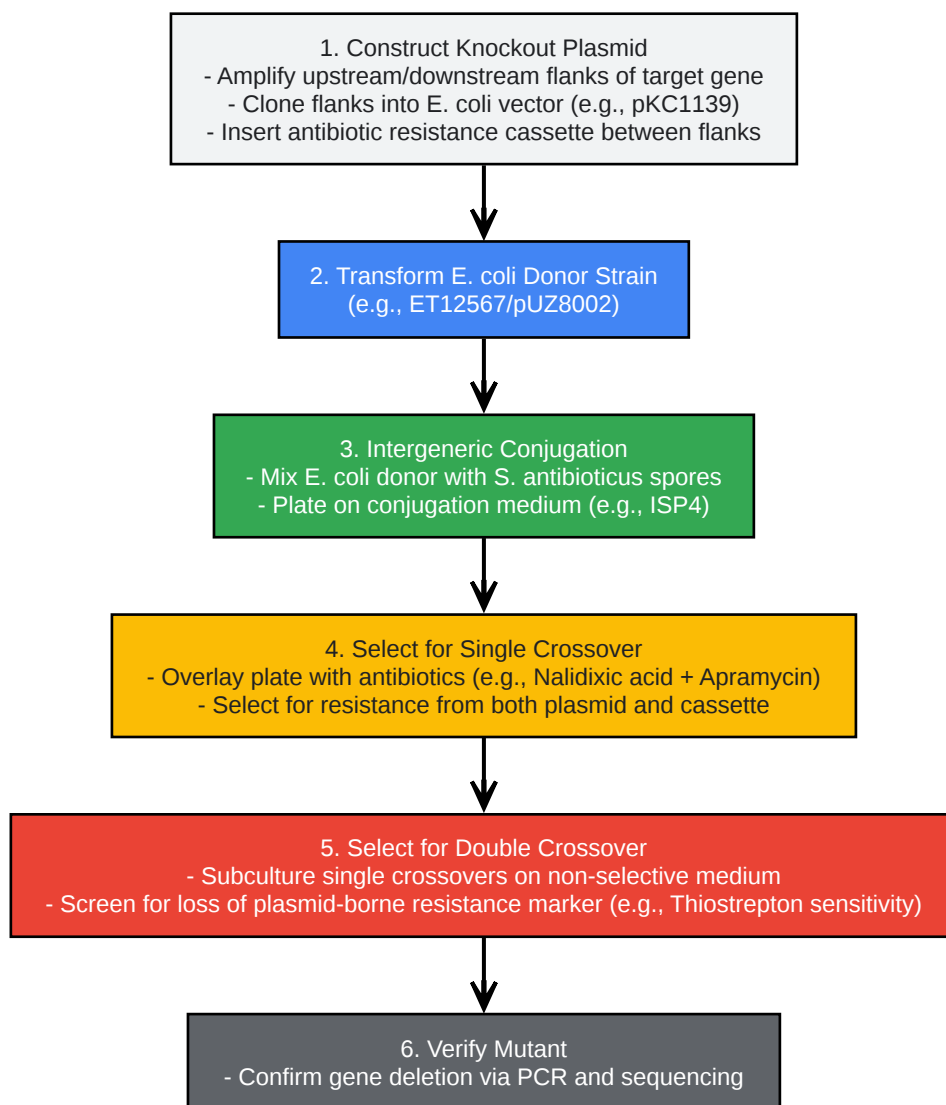 1. Construct Knockout Plasmid
- Amplify upstream/downstream flanks of target gene
- Clone flanks into E. coli vector (e.g., pKC1139)
- Insert antibiotic resistance cassette between flanks
2. Transform E. coli Donor Strain
(e.g., ET12567/pUZ8002)
3. Intergeneric Conjugation
- Mix E. coli donor with S. antibioticus spores
- Plate on conjugation medium (e.g., ISP4)
4. Select for Single Crossover
- Overlay plate with antibiotics (e.g., Nalidixic acid + Apramycin)
- Select for resistance from both plasmid and cassette
5. Select for Double Crossover
- Subculture single crossovers on non-selective medium
- Screen for loss of plasmid-borne resistance marker (e.g., Thiostrepton sensitivity)
6. Verify Mutant
- Confirm gene deletion via PCR and sequencing